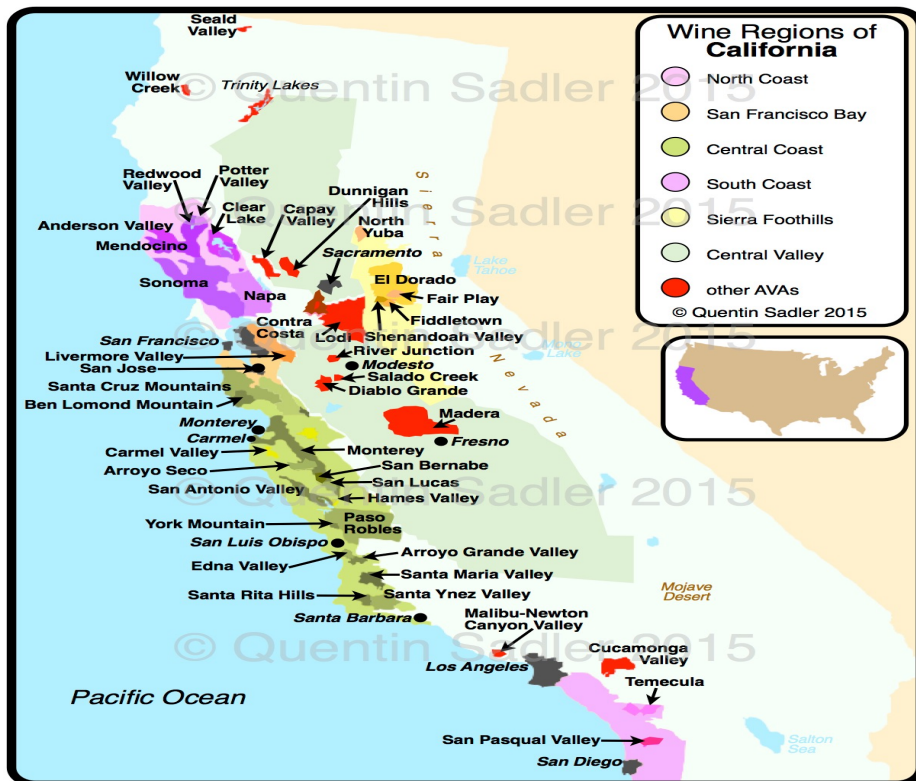 Seald
Valley
Willow
Creek
Trinity Lakes
© Quentin Sadler 2015
Wine Regions of
California
North Coast
San Francisco Bay
Central Coast
South Coast
Sierra Foothills
Central Valley
other AVAs
© Quentin Sadler 2015
Redwood
Valley
Potter
Valley
Clear
Lake
Capay
Valley
Dunnigan
Hills
North
Yuba
Sierra
Nevada
© Quentin Sadler 2015
Anderson Valley
Mendocino
Sonoma
Napa
Sacramento
Lake
Tahoe
El Dorado
Fair Play
Fiddletown
Shenandoah Valley
Contra
Costa
Lodi
© Quentin Sadler 2015
San Francisco
Livermore Valley
San Jose
River Junction
Modesto
Mono
Lake
Salado Creek
Diablo Grande
Santa Cruz Mountains
Ben Lomond Mountain
Madera
Fresno
Monterey
Carmel
Carmel Valley
Monterey
Arroyo Seco
San Bernabe
San Lucas
San Antonio Valley
Hames Valley
© Quentin Sadler 2015
York Mountain
Paso
Robles
San Luis Obispo
Edna Valley
Arroyo Grande Valley
Santa Maria Valley
Santa Rita Hills
Santa Ynez Valley
Mojave
Desert
Santa Barbara
Malibu-Newton
Canyon Valley
© Quentin Sadler 2015
Los Angeles
Cucamonga
Valley
Temecula
Pacific Ocean
San Pasqual Valley
San Diego
Salton
Sea